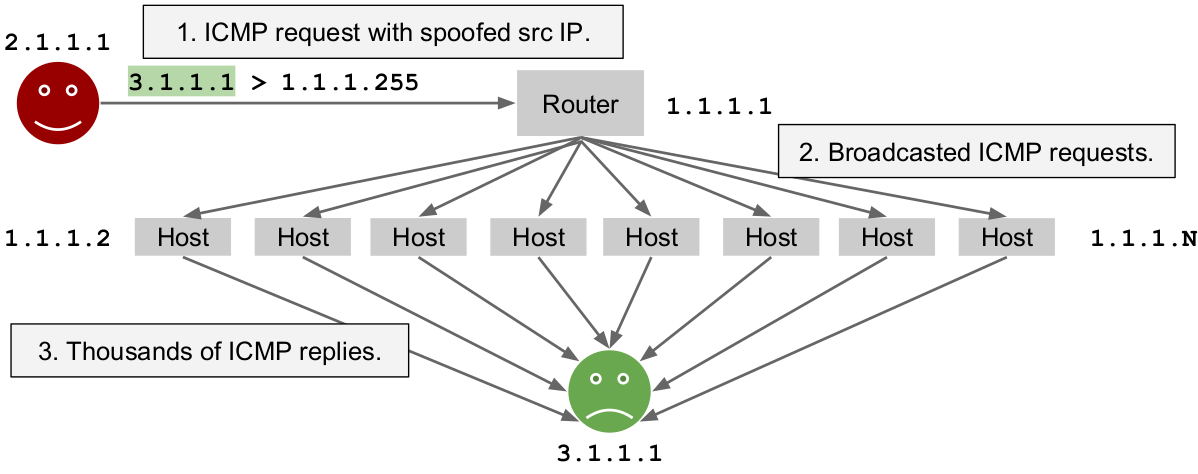 1. ICMP request with spoofed src IP.
2.1.1.1
3.1.1.1 > 1.1.1.255
Router
1.1.1.1
2. Broadcasted ICMP requests.
1.1.1.2
Host
Host
Host
Host
Host
Host
Host
Host
1.1.1.N
3. Thousands of ICMP replies.
3.1.1.1